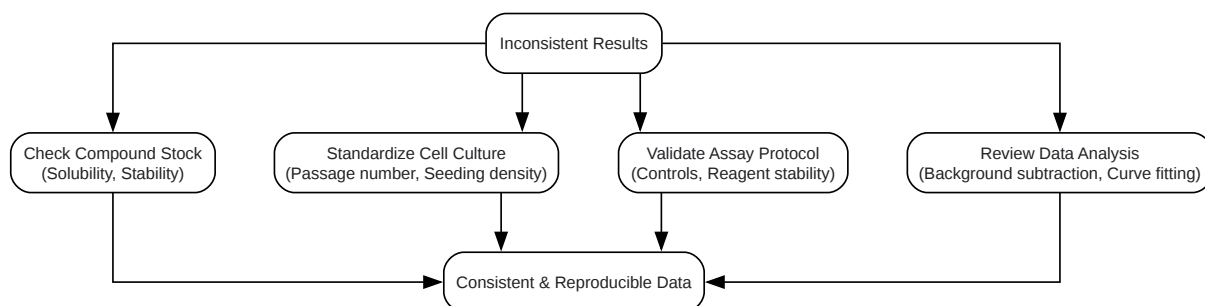 Inconsistent Results
Check Compound Stock
(Solubility, Stability)
Standardize Cell Culture
(Passage number, Seeding density)
Validate Assay Protocol
(Controls, Reagent stability)
Review Data Analysis
(Background subtraction, Curve fitting)
Consistent & Reproducible Data